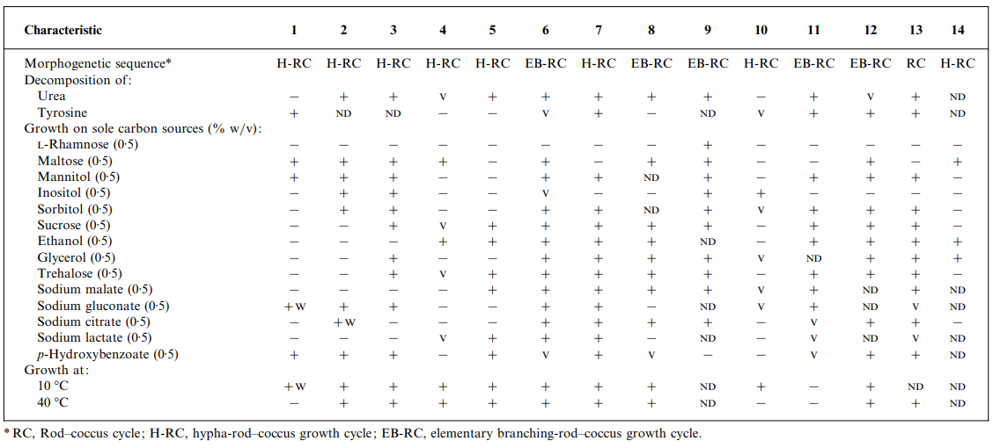 Characteristic 1 2 3 4 5 6 7 8 9 10 11 12 13 14
Morphogenetic sequence* H-RC H-RC H-RC H-RC H-RC EB-RC H-RC EB-RC EB-RC H-RC EB-RC EB-RC RC H-RC
Decomposition of:
Urea − + + V + + + + + − + V + ND
Tyrosine + ND ND − − V + − ND V + + + ND
Growth on sole carbon sources (% w/v):
L-Rhamnose (0·5) − − − − − − − − + − − − − −
Maltose (0·5) + + + + − + − + + − − + − +
Mannitol (0·5) + + + − − + + ND + − + + + −
Inositol (0·5) − + + − − V − − + + − − − −
Sorbitol (0·5) − + + − − + + ND + V + + + −
Sucrose (0·5) − − + V + + + + + − + + + −
Ethanol (0·5) − − − + + + + + ND − + + + +
Glycerol (0·5) − − + − − + + + + V ND + + +
Trehalose (0·5) − − + V + + + + + − + + + −
Sodium malate (0·5) − − − − + + + + + V + ND + ND
Sodium gluconate (0·5) +W + + − − + + − ND V + ND V ND
Sodium citrate (0·5) − +W − − − + + + + − V + + −
Sodium lactate (0·5) − − − V + + + − ND − V ND V ND
p-Hydroxybenzoate (0·5) + + + − + V + V − − V + + ND
Growth at:
10 °C +W + + + + + + + ND + − + ND ND
40 °C − + + + + + + + ND − − + + ND
* RC, Rod–coccus cycle; H-RC, hypha-rod–coccus growth cycle; EB-RC, elementary branching-rod–coccus growth cycle.